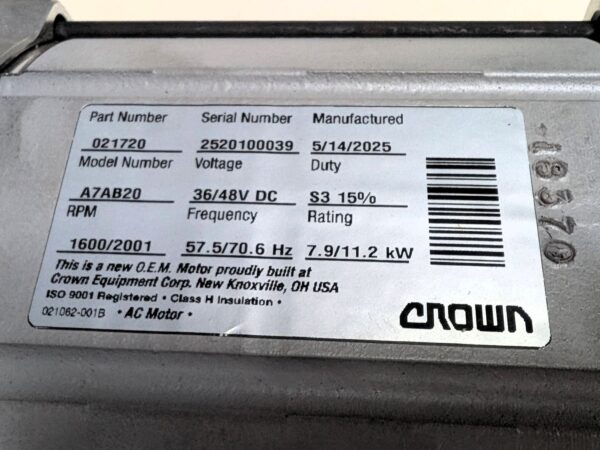 Part Number Serial Number Manufactured
021720 2520100039 5/14/2025
Model Number Voltage Duty
A7AB20 36/48V DC S3 15%
RPM Frequency Rating
1600/2001 57.5/70.6 Hz 7.9/11.2 kW
This is a new O.E.M. Motor proudly built at
Crown Equipment Corp. New Knoxville, OH USA
ISO 9001 Registered • Class H Insulation •
021062-001B • AC Motor •
CROWN